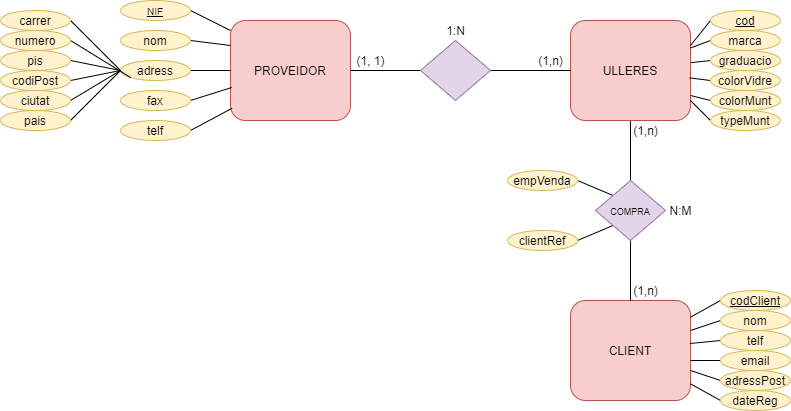 carrer
numero
pis
codiPost
ciutat
pais
NIF
nom
adress
fax
telf
PROVEIDOR
(1, 1)
1:N
(1,n)
ULLERES
cod
marca
graduacio
colorVidre
colorMunt
typeMunt
(1,n)
empVenda
clientRef
COMPRA
N:M
(1,n)
CLIENT
codClient
nom
telf
email
adressPost
dateReg